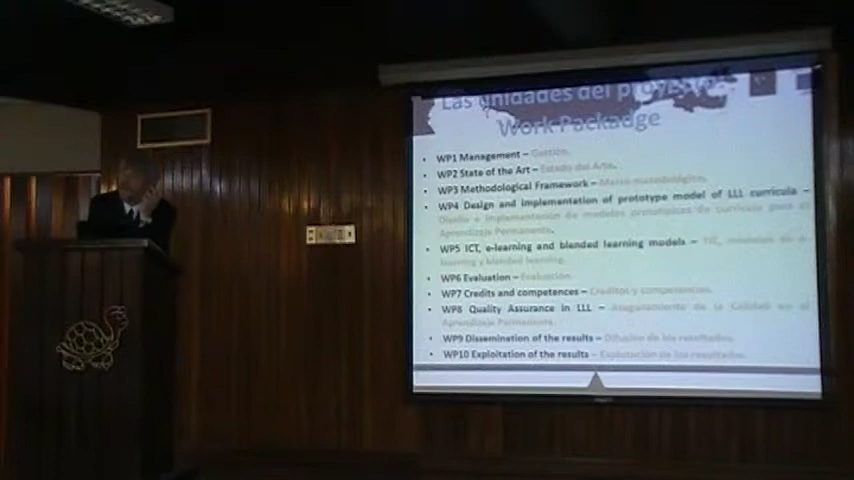 Las unidades del proyecto
Work Packadge
• WP1 Management – Gestión.
• WP2 State of the Art – Estado del Arte.
• WP3 Methodological Framework – Marco metodológico.
• WP4 Design and implementation of prototype model of LLL curricula –
Diseño e implementación de modelos prototípicos de curricula para el
Aprendizaje Permanente.
• WP5 ICT, e-learning and blended learning models – TIC, modelos de e-
learning y blended learning.
• WP6 Evaluation – Evaluación.
• WP7 Credits and competences – Creditos y competencias.
• WP8 Quality Assurance in LLL – Aseguramiento de la Calidad en el
Aprendizaje Permanente.
• WP9 Dissemination of the results – Difusión de los resultados.
• WP10 Exploitation of the results – Explotación de los resultados.